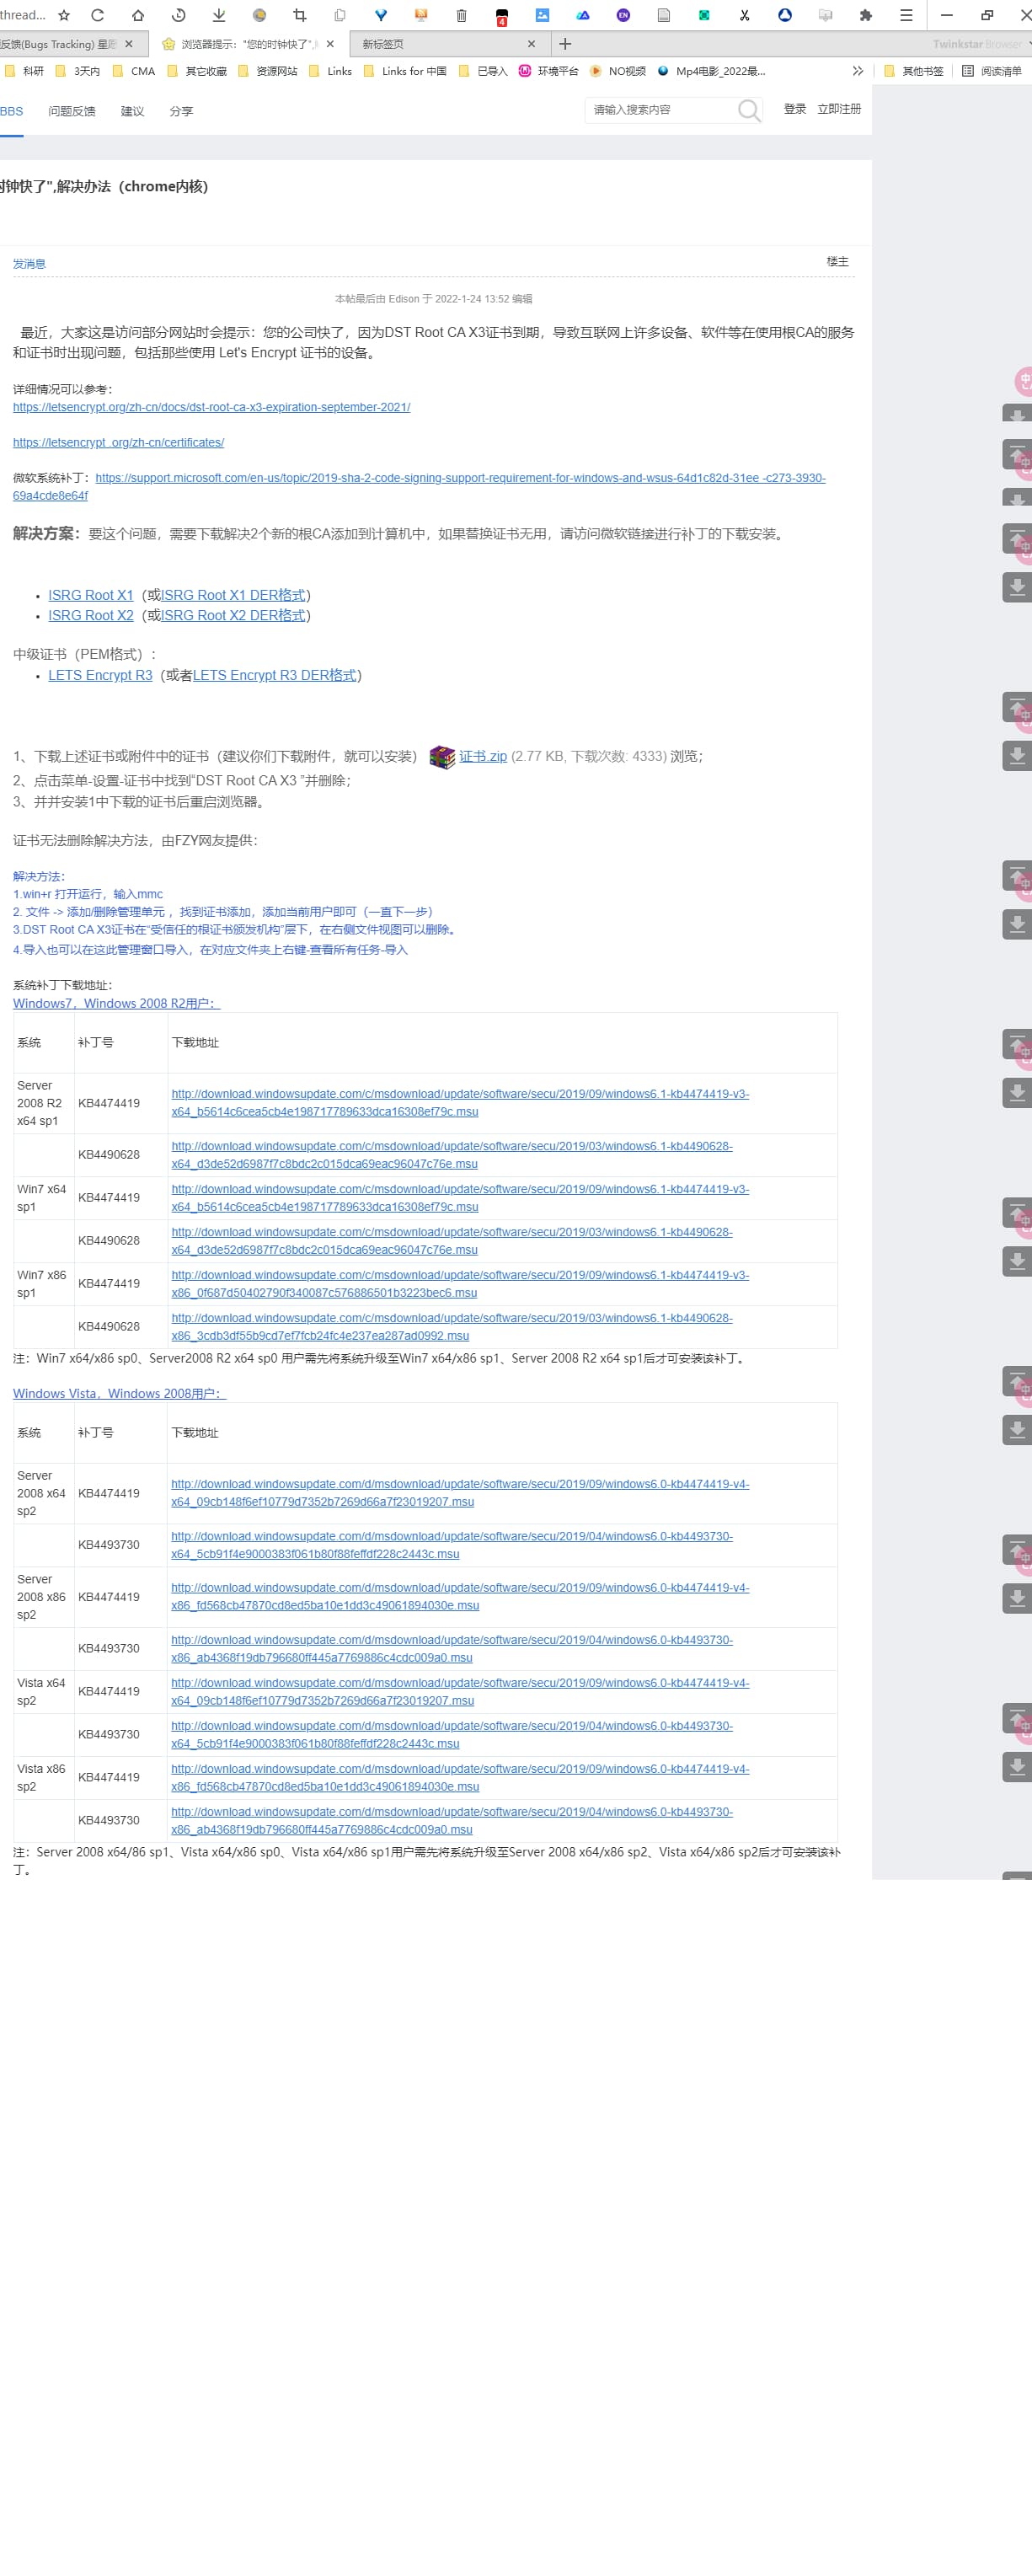 thread...
反馈(Bugs Tracking) 星愿
浏览器提示："您的时钟快了",解
新标签页
Twinkstar Browser
科研 3天内 CMA 其它收藏 资源网站 Links Links for 中国 已导入 环境平台 NO视频 Mp4电影_2022最... 其他书签 阅读清单
BBS 问题反馈 建议 分享 请输入搜索内容 登录 立即注册
时钟快了",解决办法（chrome内核）
发消息 楼主
本帖最后由 Edison 于 2022-1-24 13:52 编辑
最近，大家这是访问部分网站时会提示：您的公司快了，因为DST Root CA X3证书到期，导致互联网上许多设备、软件等在使用根CA的服务
和证书时出现问题，包括那些使用 Let's Encrypt 证书的设备。
详细情况可以参考：
https://letsencrypt.org/zh-cn/docs/dst-root-ca-x3-expiration-september-2021/
https://letsencrypt .org/zh-cn/certificates/
微软系统补丁：https://support.microsoft.com/en-us/topic/2019-sha-2-code-signing-support-requirement-for-windows-and-wsus-64d1c82d-31ee -c273-3930-
69a4cde8e64f
解决方案：要这个问题，需要下载解决2个新的根CA添加到计算机中，如果替换证书无用，请访问微软链接进行补丁的下载安装。
• ISRG Root X1（或ISRG Root X1 DER格式）
• ISRG Root X2（或ISRG Root X2 DER格式）
中级证书（PEM格式）：
• LETS Encrypt R3（或者LETS Encrypt R3 DER格式）
1、下载上述证书或附件中的证书（建议你们下载附件，就可以安装） 证书.zip (2.77 KB, 下载次数: 4333) 浏览；
2、点击菜单-设置-证书中找到“DST Root CA X3 ”并删除；
3、并并安装1中下载的证书后重启浏览器。
证书无法删除解决方法，由FZY网友提供：
解决方法：
1.win+r 打开运行，输入mmc
2. 文件 -> 添加/删除管理单元 ，找到证书添加，添加当前用户即可（一直下一步）
3.DST Root CA X3证书在“受信任的根证书颁发机构”层下，在右侧文件视图可以删除。
4.导入也可以在这此管理窗口导入，在对应文件夹上右键-查看所有任务-导入
系统补丁下载地址：
Windows7，Windows 2008 R2用户：
系统 补丁号 下载地址
Server
2008 R2
x64 sp1
KB4474419
http://download.windowsupdate.com/c/msdownload/update/software/secu/2019/09/windows6.1-kb4474419-v3-
x64_b5614c6cea5cb4e198717789633dca16308ef79c.msu
KB4490628
http://download.windowsupdate.com/c/msdownload/update/software/secu/2019/03/windows6.1-kb4490628-
x64_d3de52d6987f7c8bdc2c015dca69eac96047c76e.msu
Win7 x64
sp1
KB4474419
http://download.windowsupdate.com/c/msdownload/update/software/secu/2019/09/windows6.1-kb4474419-v3-
x64_b5614c6cea5cb4e198717789633dca16308ef79c.msu
KB4490628
http://download.windowsupdate.com/c/msdownload/update/software/secu/2019/03/windows6.1-kb4490628-
x64_d3de52d6987f7c8bdc2c015dca69eac96047c76e.msu
Win7 x86
sp1
KB4474419
http://download.windowsupdate.com/c/msdownload/update/software/secu/2019/09/windows6.1-kb4474419-v3-
x86_0f687d50402790f340087c576886501b3223bec6.msu
KB4490628
http://download.windowsupdate.com/c/msdownload/update/software/secu/2019/03/windows6.1-kb4490628-
x86_3cdb3df55b9cd7ef7fcb24fc4e237ea287ad0992.msu
注：Win7 x64/x86 sp0、Server2008 R2 x64 sp0 用户需先将系统升级至Win7 x64/x86 sp1、Server 2008 R2 x64 sp1后才可安装该补丁。
Windows Vista，Windows 2008用户：
系统 补丁号 下载地址
Server
2008 x64
sp2
KB4474419
http://download.windowsupdate.com/d/msdownload/update/software/secu/2019/09/windows6.0-kb4474419-v4-
x64_09cb148f6ef10779d7352b7269d66a7f23019207.msu
KB4493730
http://download.windowsupdate.com/d/msdownload/update/software/secu/2019/04/windows6.0-kb4493730-
x64_5cb91f4e9000383f061b80f88feffdf228c2443c.msu
Server
2008 x86
sp2
KB4474419
http://download.windowsupdate.com/d/msdownload/update/software/secu/2019/09/windows6.0-kb4474419-v4-
x86_fd568cb47870cd8ed5ba10e1dd3c49061894030e.msu
KB4493730
http://download.windowsupdate.com/d/msdownload/update/software/secu/2019/04/windows6.0-kb4493730-
x86_ab4368f19db796680ff445a7769886c4cdc009a0.msu
Vista x64
sp2
KB4474419
http://download.windowsupdate.com/d/msdownload/update/software/secu/2019/09/windows6.0-kb4474419-v4-
x64_09cb148f6ef10779d7352b7269d66a7f23019207.msu
KB4493730
http://download.windowsupdate.com/d/msdownload/update/software/secu/2019/04/windows6.0-kb4493730-
x64_5cb91f4e9000383f061b80f88feffdf228c2443c.msu
Vista x86
sp2
KB4474419
http://download.windowsupdate.com/d/msdownload/update/software/secu/2019/09/windows6.0-kb4474419-v4-
x86_fd568cb47870cd8ed5ba10e1dd3c49061894030e.msu
KB4493730
http://download.windowsupdate.com/d/msdownload/update/software/secu/2019/04/windows6.0-kb4493730-
x86_ab4368f19db796680ff445a7769886c4cdc009a0.msu
注：Server 2008 x64/86 sp1、Vista x64/x86 sp0、Vista x64/x86 sp1用户需先将系统升级至Server 2008 x64/x86 sp2、Vista x64/x86 sp2后才可安装该补
丁。